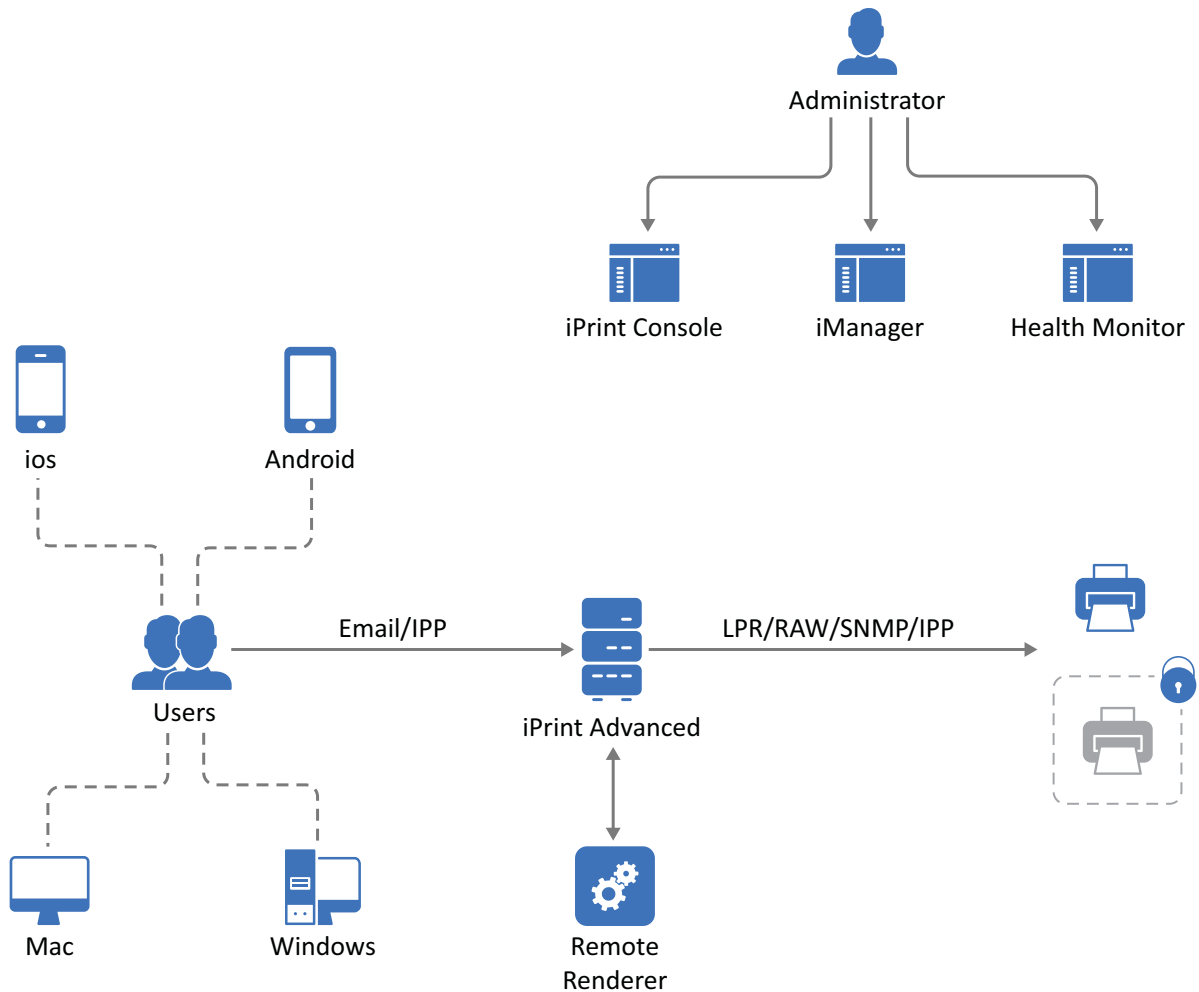 Administrator
iPrint Console
iManager
Health Monitor
ios
Android
Email/IPP
LPR/RAW/SNMP/IPP
Users
iPrint Advanced
Mac
Windows
Remote
Renderer